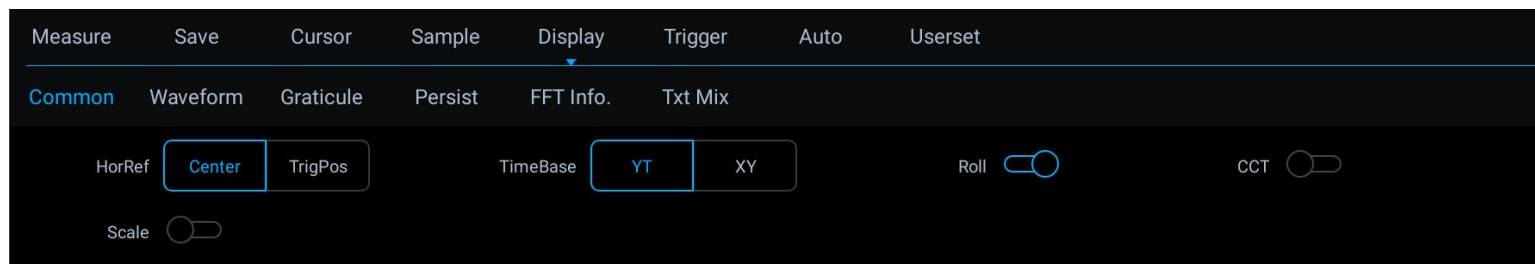 Measure Save Cursor Sample Display Trigger Auto Userset
Common Waveform Graticule Persist FFT Info. Txt Mix
HorRef Center TrigPos TimeBase YT XY Roll CCT
Scale